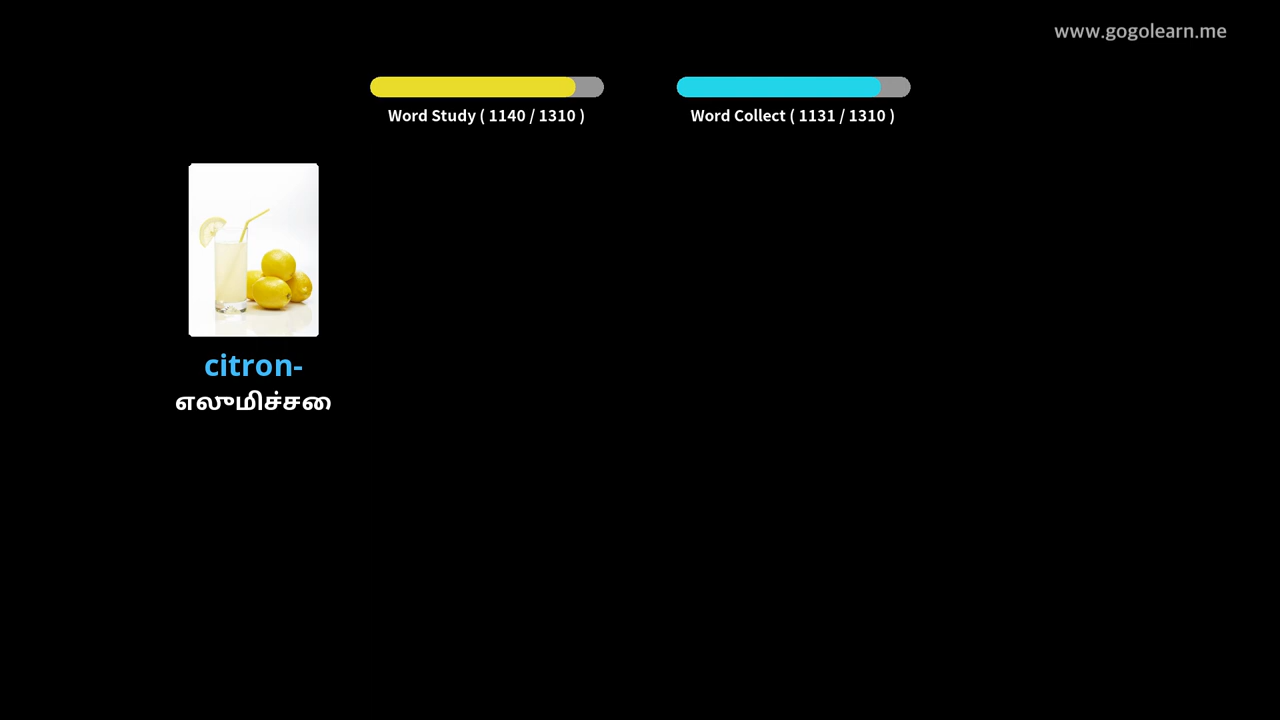 www.gogolearn.me
Word Study ( 1140 / 1310 )
Word Collect ( 1131 / 1310 )
citron-
எலுமிச்சை